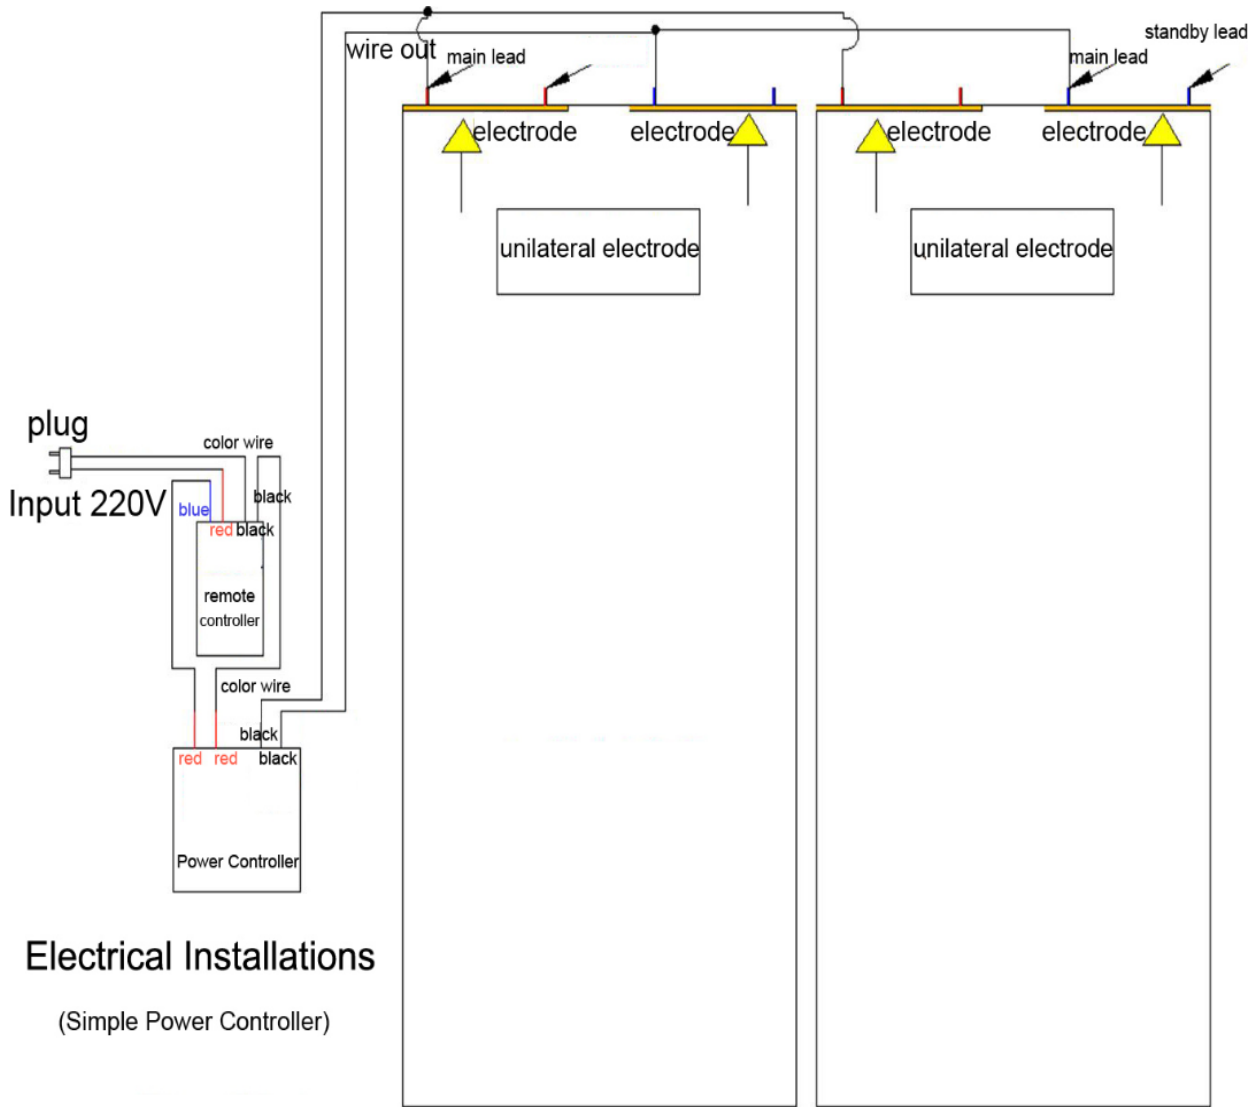 standby lead
wire out
main lead
main lead
electrode
electrode
electrode
electrode
unilateral electrode
unilateral electrode
plug
color wire
Input 220V
black
blue
red
black
remote
controller
color wire
black
red
red
black
Power Controller
Electrical Installations
(Simple Power Controller)